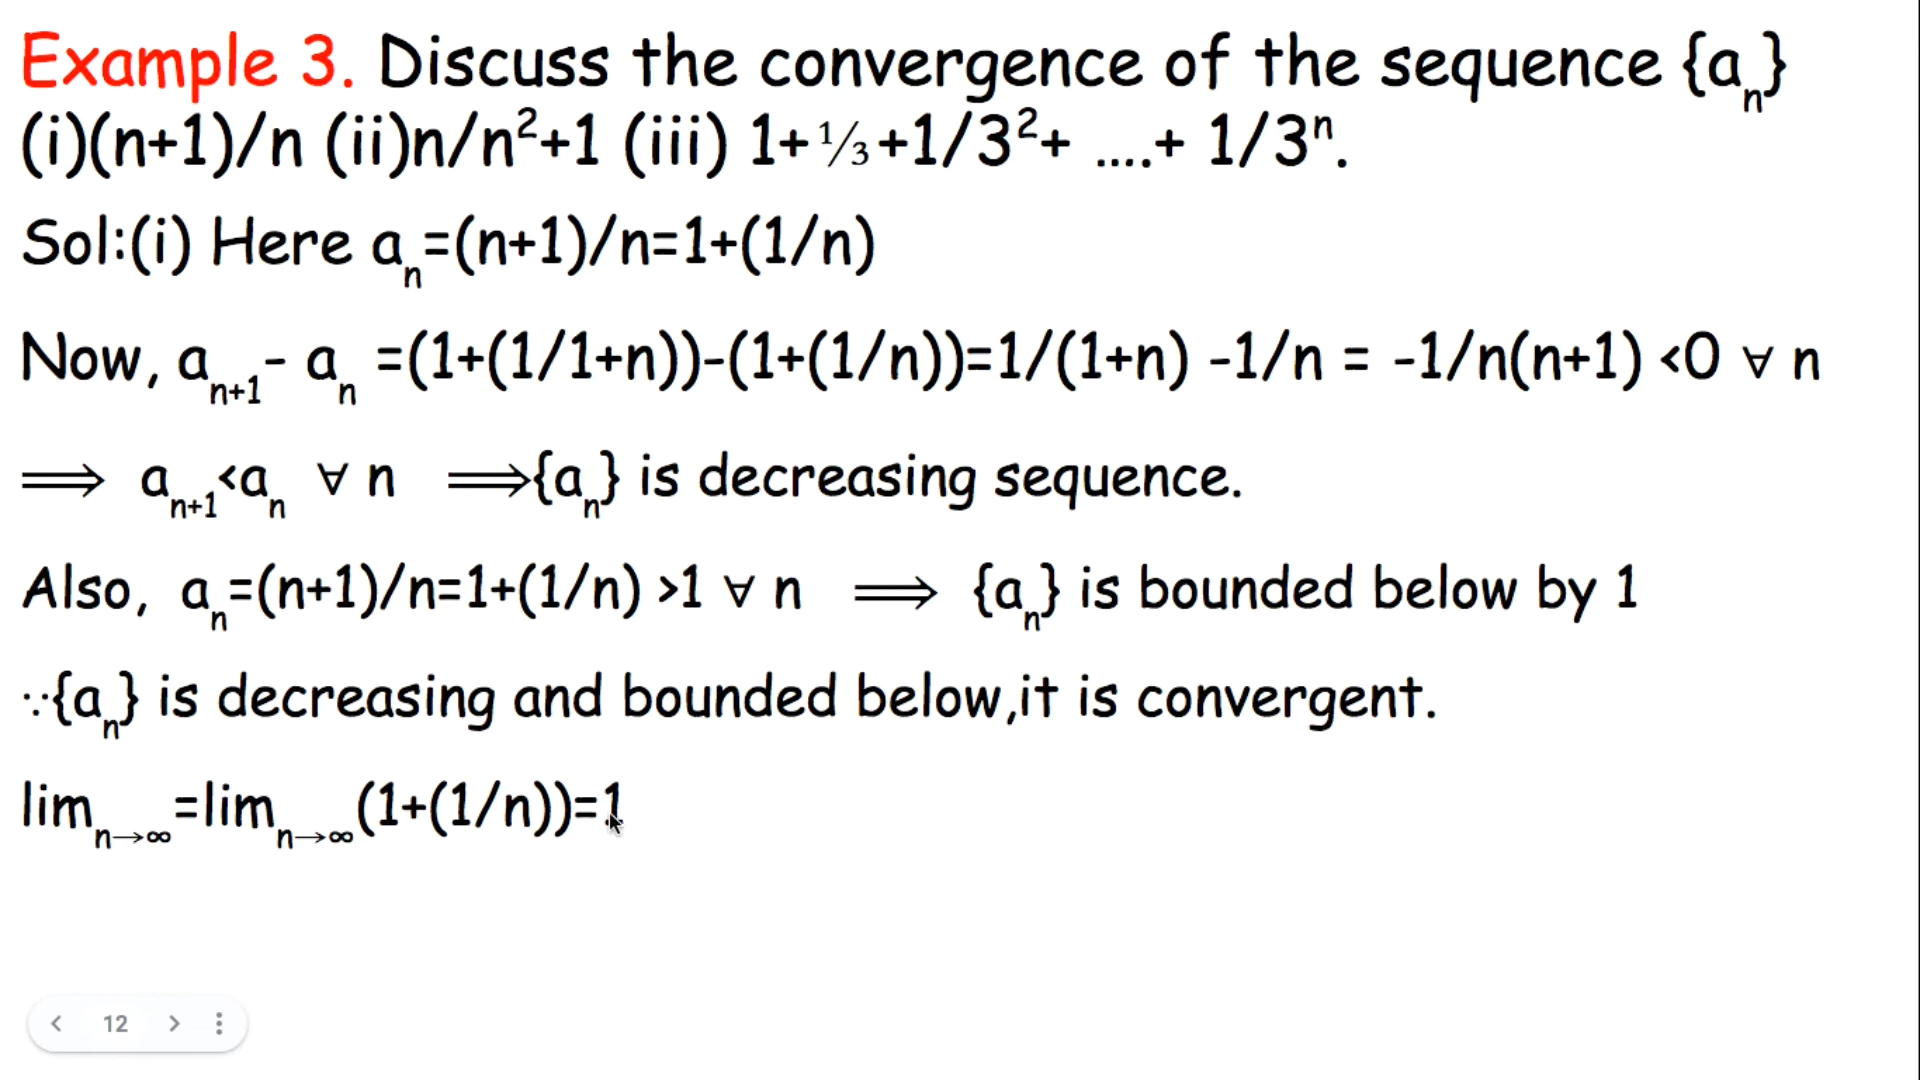 Example 3. Discuss the convergence of the sequence {aₙ}
(i)(n+1)/n (ii)n/n²+1 (iii) 1+⅓+1/3²+ ....+ 1/3ⁿ.
Sol:(i) Here aₙ=(n+1)/n=1+(1/n)
Now, aₙ₊₁- aₙ =(1+(1/1+n))-(1+(1/n))=1/(1+n) -1/n = -1/n(n+1) <0 ∀ n
⟹ aₙ₊₁<aₙ ∀ n ⟹{aₙ} is decreasing sequence.
Also, aₙ=(n+1)/n=1+(1/n) >1 ∀ n ⟹ {aₙ} is bounded below by 1
∵{aₙ} is decreasing and bounded below,it is convergent.
lim n→∞ =lim n→∞ (1+(1/n))=1
12